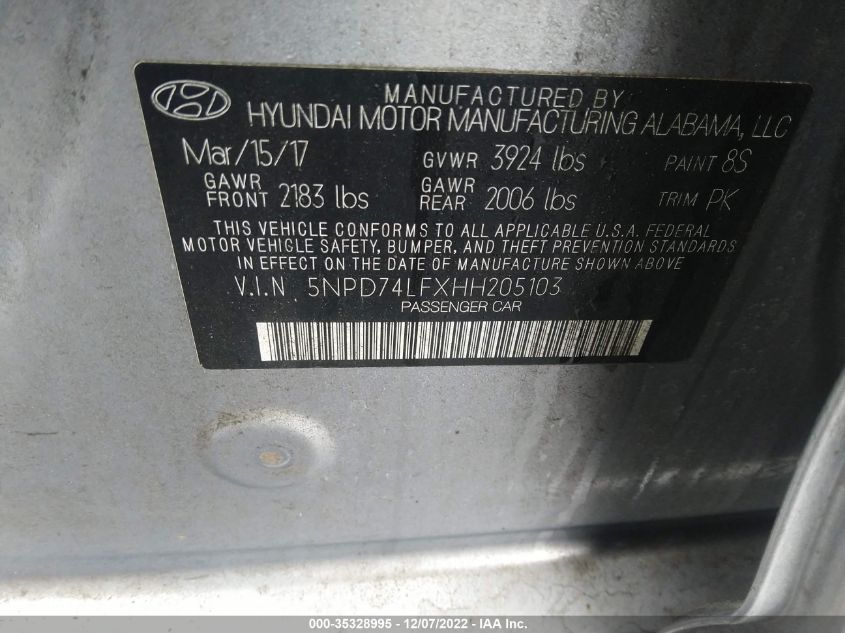 MANUFACTURED BY
HYUNDAI MOTOR MANUFACTURING ALABAMA, LLC
Mar/15/17 GVWR 3924 lbs PAINT 8S
GAWR FRONT 2183 lbs GAWR REAR 2006 lbs TRIM PK
THIS VEHICLE CONFORMS TO ALL APPLICABLE U.S.A. FEDERAL
MOTOR VEHICLE SAFETY, BUMPER, AND THEFT PREVENTION STANDARDS
IN EFFECT ON THE DATE OF MANUFACTURE SHOWN ABOVE
V.I.N 5NPD74LFXHH205103
PASSENGER CAR
000-35328995 - 12/07/2022 - IAA Inc.